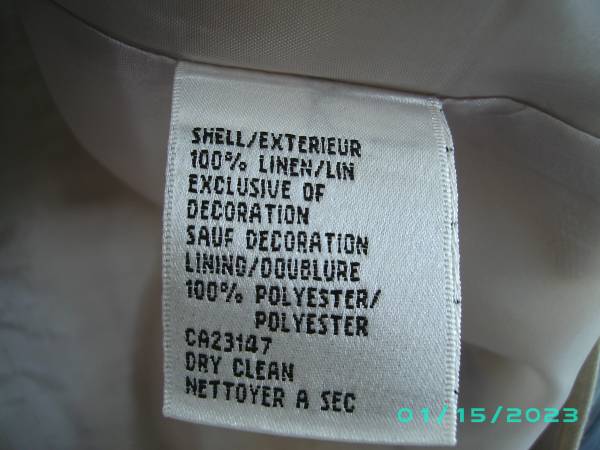 SHELL/EXTERIEUR
100% LINEN/LIN
EXCLUSIVE OF
DECORATION
SAUF DECORATION
LINING/DOUBLURE
100% POLYESTER/
POLYESTER
CA23147
DRY CLEAN
NETTOYER A SEC
01/15/2023